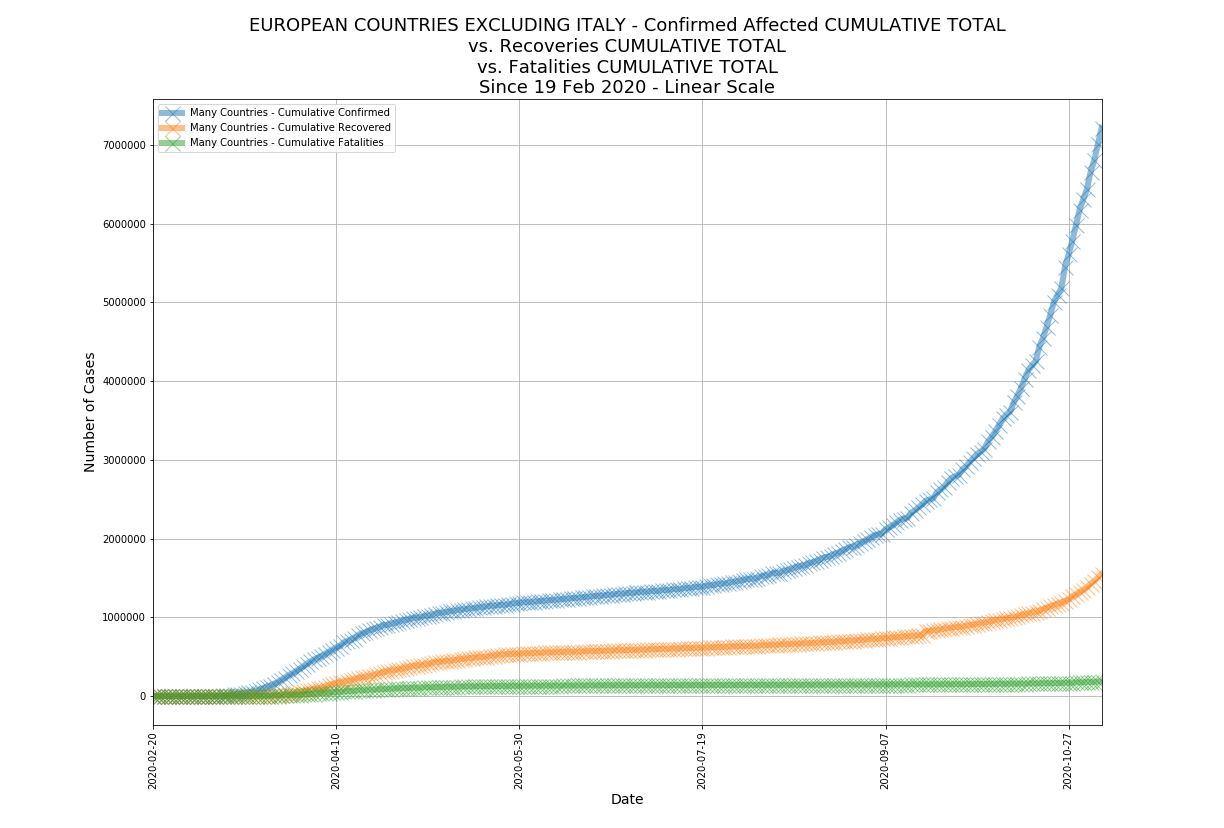 EUROPEAN COUNTRIES EXCLUDING ITALY - Confirmed Affected CUMULATIVE TOTAL
vs. Recoveries CUMULATIVE TOTAL
vs. Fatalities CUMULATIVE TOTAL
Since 19 Feb 2020 - Linear Scale
Many Countries - Cumulative Confirmed
Many Countries - Cumulative Recovered
Many Countries - Cumulative Fatalities
Number of Cases
7000000
6000000
5000000
4000000
3000000
2000000
1000000
0
2020-02-20
2020-04-10
2020-05-30
2020-07-19
2020-09-07
2020-10-27
Date